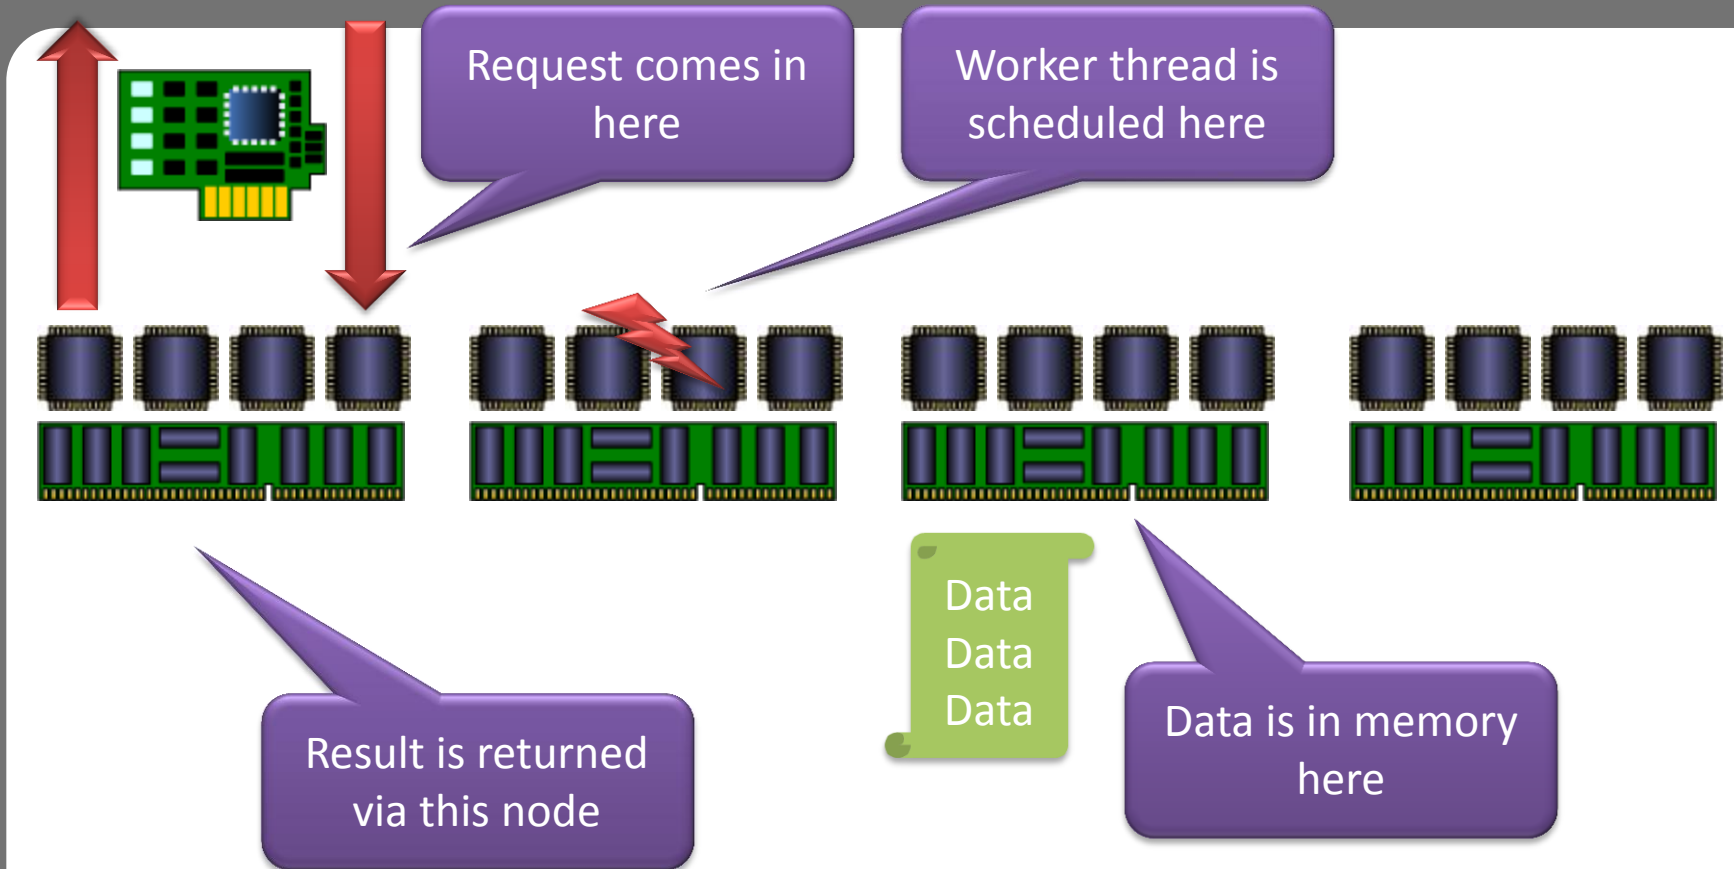 Request comes in
here
Worker thread is
scheduled here
Data
Data
Data
Data is in memory
here
Result is returned
via this node